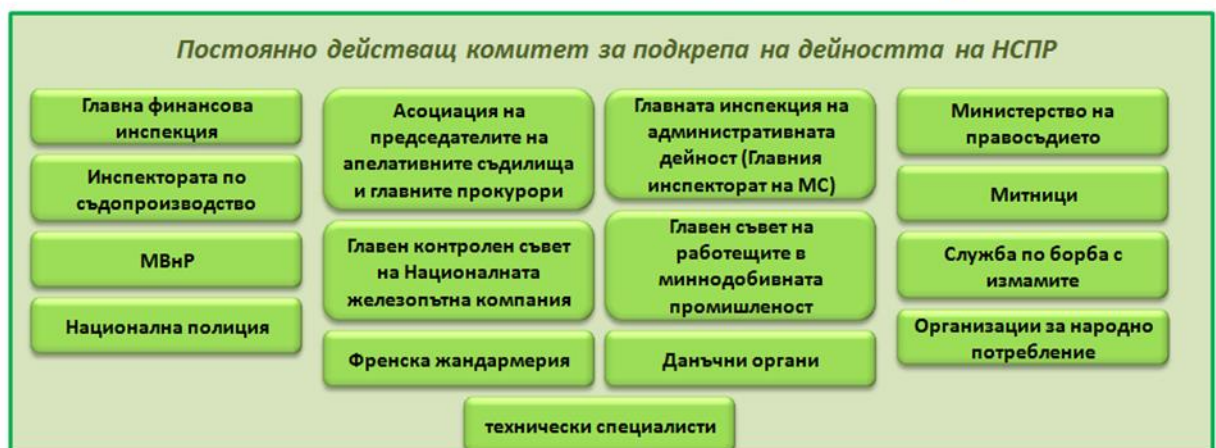 Постоянно действащ комитет за подкрепа на дейността на НСПР
Главна финансова
инспекция
Инспектората по
съдопроизводство
МВнР
Национална полиция
Асоциация на
председателите на
апелативните съдилища
и главните прокурори
Главен контролен съвет
на Националната
железопътна компания
Френска жандармерия
Главната инспекция на
административната
дейност (Главния
инспекторат на МС)
Главен съвет на
работещите в
миннодобивната
промишленост
Данъчни органи
Министерство на
правосъдието
Митници
Служба по борба с
измамите
Организации за народно
потребление
технически специалисти